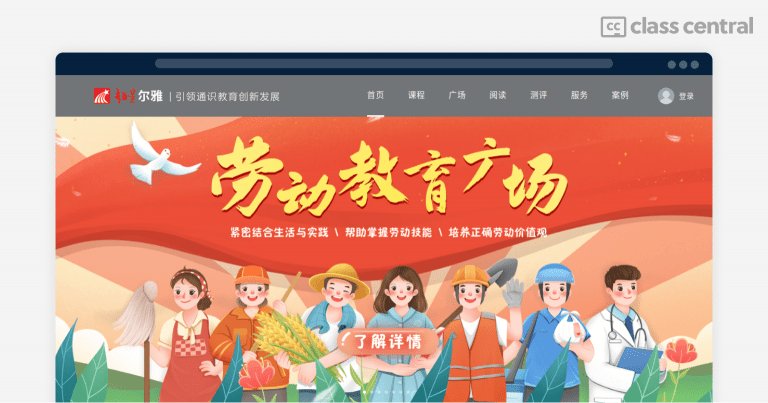 cc class central
超星尔雅 | 引领通识教育创新发展
首页 课程 广场 阅读 测评 服务 案例 登录
劳动教育广场
紧密结合生活与实践 \ 帮助掌握劳动技能 \ 培养正确劳动价值观
了解详情